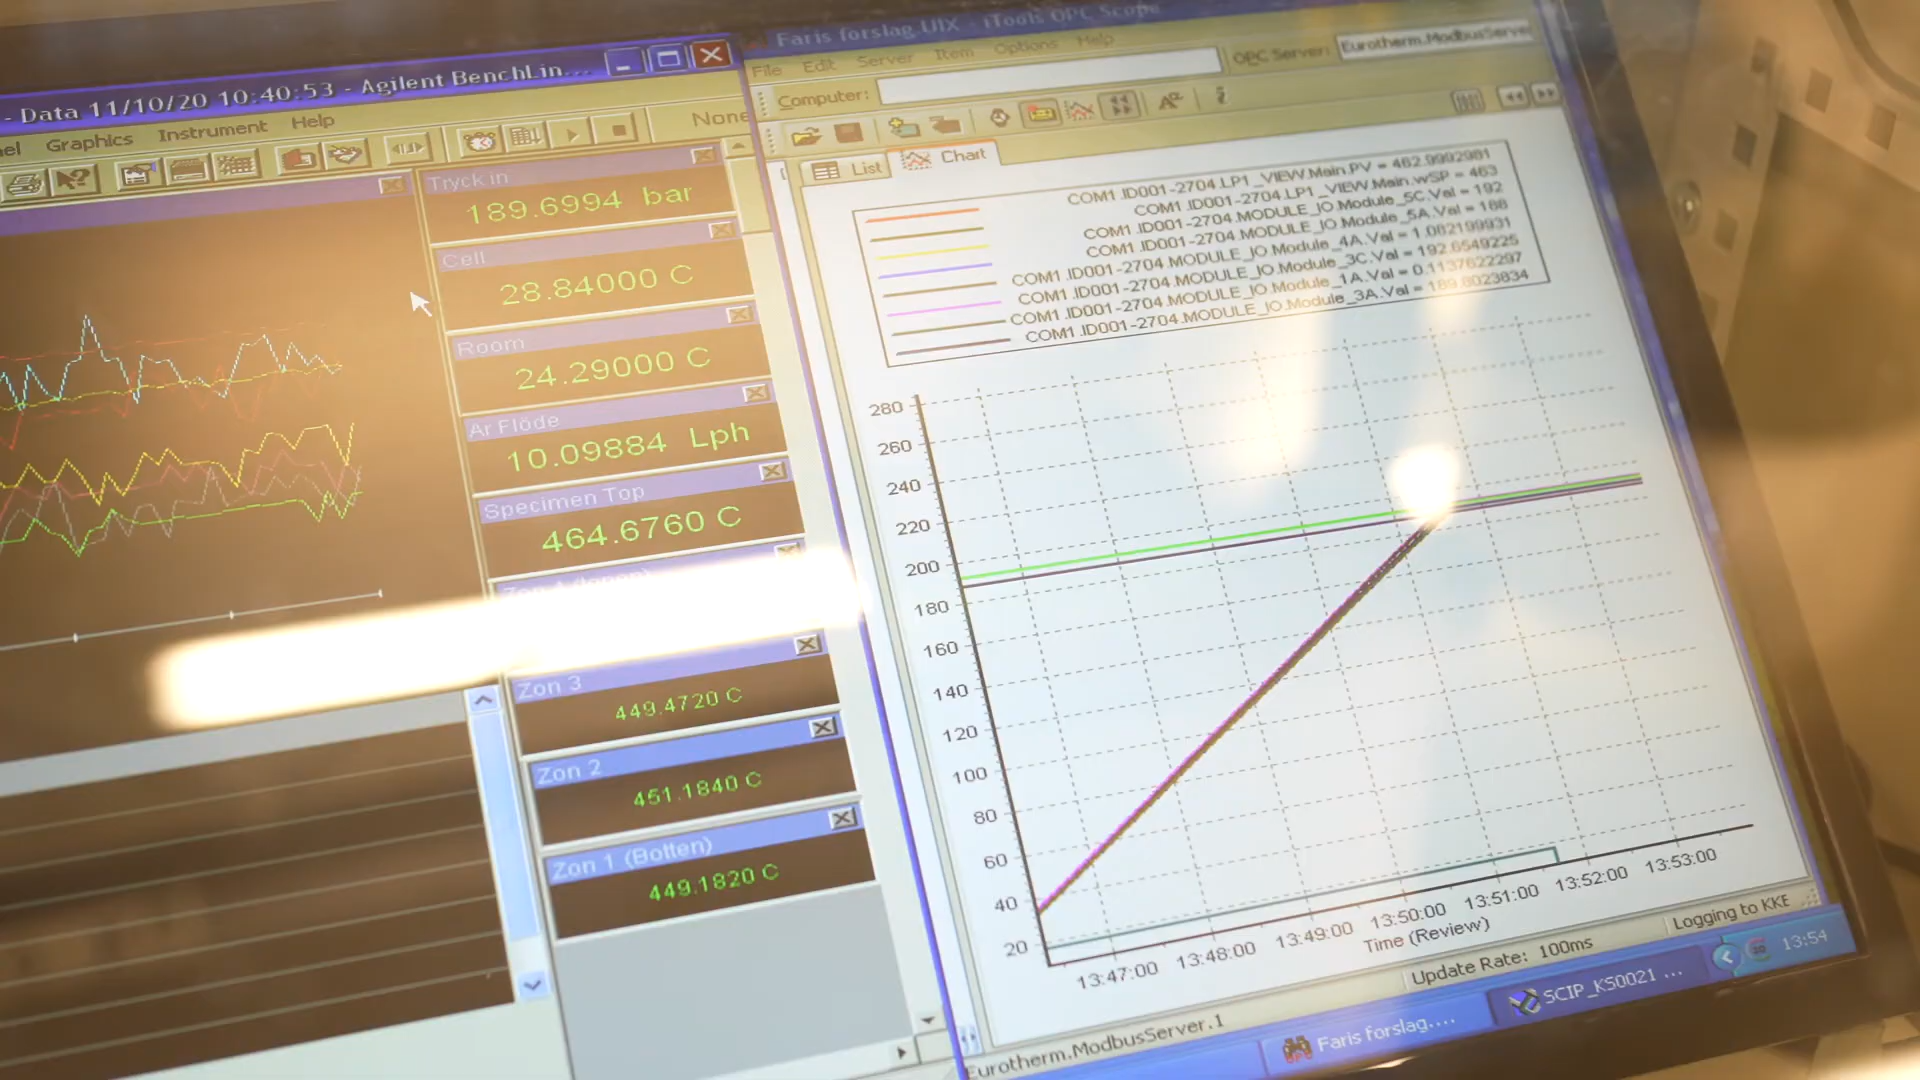 - Data 11/10/20 10:40:53 - Agilent BenchLin...
Graphics Instrument Help
None
Tryck in
189.6994 bar
Cell
28.84000 C
Room
24.29000 C
Ar Flöde
10.09884 Lph
Specimen Top
464.6760 C
Zon 3
449.4720 C
Zon 2
451.1840 C
Zon 1 (Botten)
449.1820 C
Faris forslag.UIX - iTools OPC Scope
File Edit Server Item Options Help
Computer:
OPC Server: Eurotherm.ModbusServer
List Chart
COM1.ID001-2704.LP1_VIEW.Main.PV = 462.9992981
COM1.ID001-2704.LP1_VIEW.Main.wSP = 463
COM1.ID001-2704.MODULE_IO.Module_5C.Val = 192
COM1.ID001-2704.MODULE_IO.Module_5A.Val = 188
COM1.ID001-2704.MODULE_IO.Module_4A.Val = 1.082199931
COM1.ID001-2704.MODULE_IO.Module_3C.Val = 192.6549225
COM1.ID001-2704.MODULE_IO.Module_1A.Val = 0.1137622297
COM1.ID001-2704.MODULE_IO.Module_3A.Val = 189.6023834
280
260
240
220
200
180
160
140
120
100
80
60
40
20
13:47:00 13:48:00 13:49:00 13:50:00 13:51:00 13:52:00 13:53:00
Time (Review)
Eurotherm.ModbusServer.1
Update Rate: 100ms
Logging to KKE
Faris forslag....
SCIP_KS0021 ...
13:54